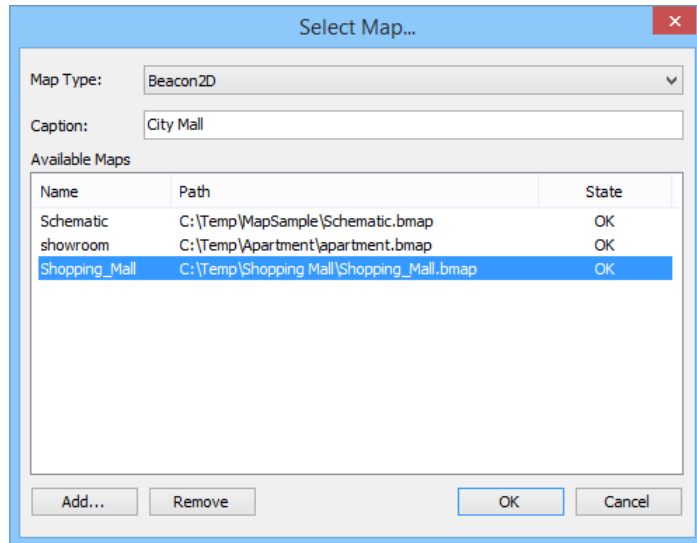 Select Map...
Map Type: Beacon2D
Caption: City Mall
Available Maps
Name Path State
Schematic C:\Temp\MapSample\Schematic.bmap OK
showroom C:\Temp\Apartment\apartment.bmap OK
Shopping_Mall C:\Temp\Shopping Mall\Shopping_Mall.bmap OK
Add... Remove OK Cancel